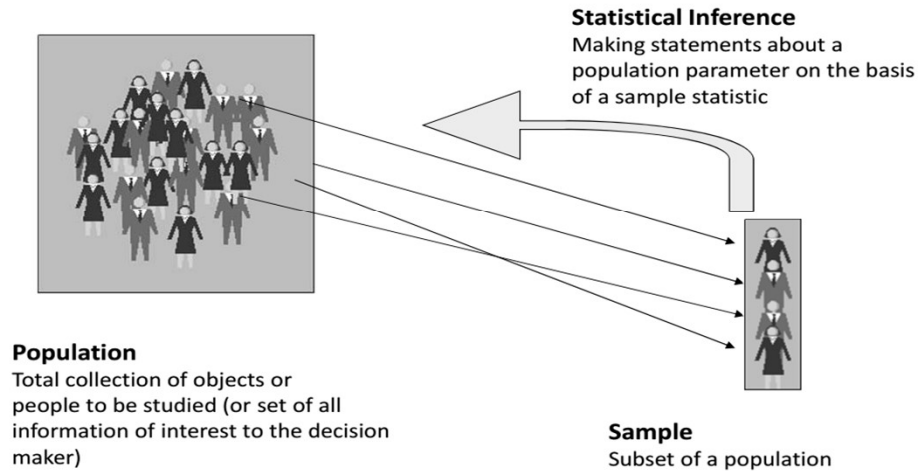 Statistical Inference
Making statements about a
population parameter on the basis
of a sample statistic
Population
Total collection of objects or
people to be studied (or set of all
information of interest to the decision
maker)
Sample
Subset of a population